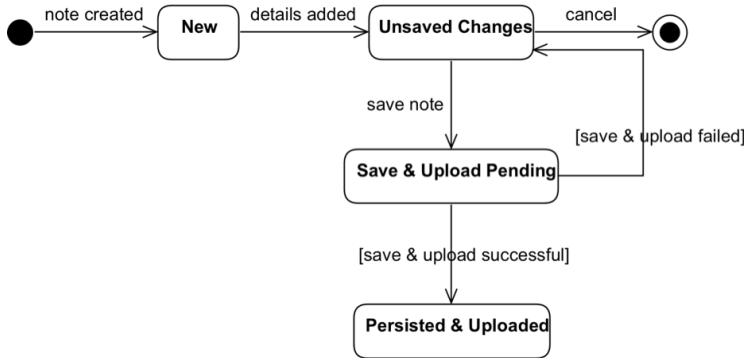 note created
New
details added
Unsaved Changes
cancel
save note
[save & upload failed]
Save & Upload Pending
[save & upload successful]
Persisted & Uploaded